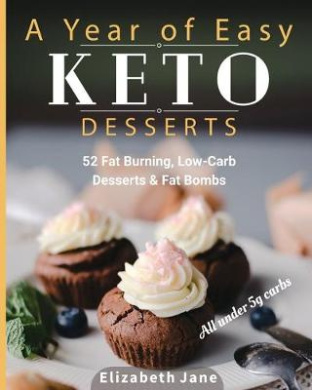 A Year of Easy
KETO
DESSERTS
52 Fat Burning, Low-Carb
Desserts & Fat Bombs
All under 5g carbs
Elizabeth Jane